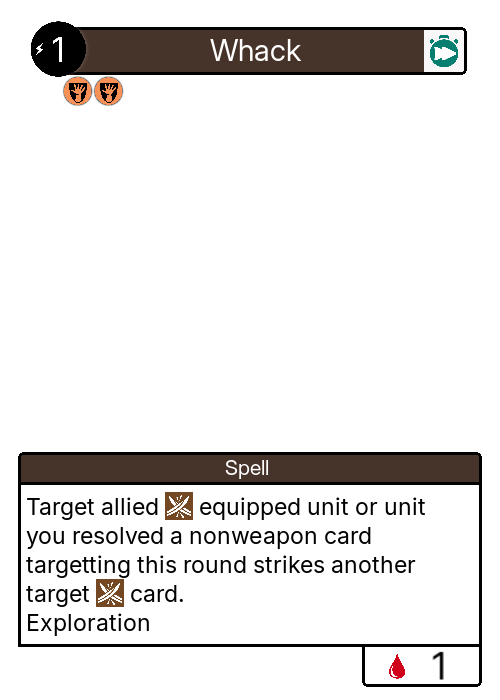 1
Whack
Spell
Target allied equipped unit or unit
you resolved a nonweapon card
targetting this round strikes another
target card.
Exploration
1